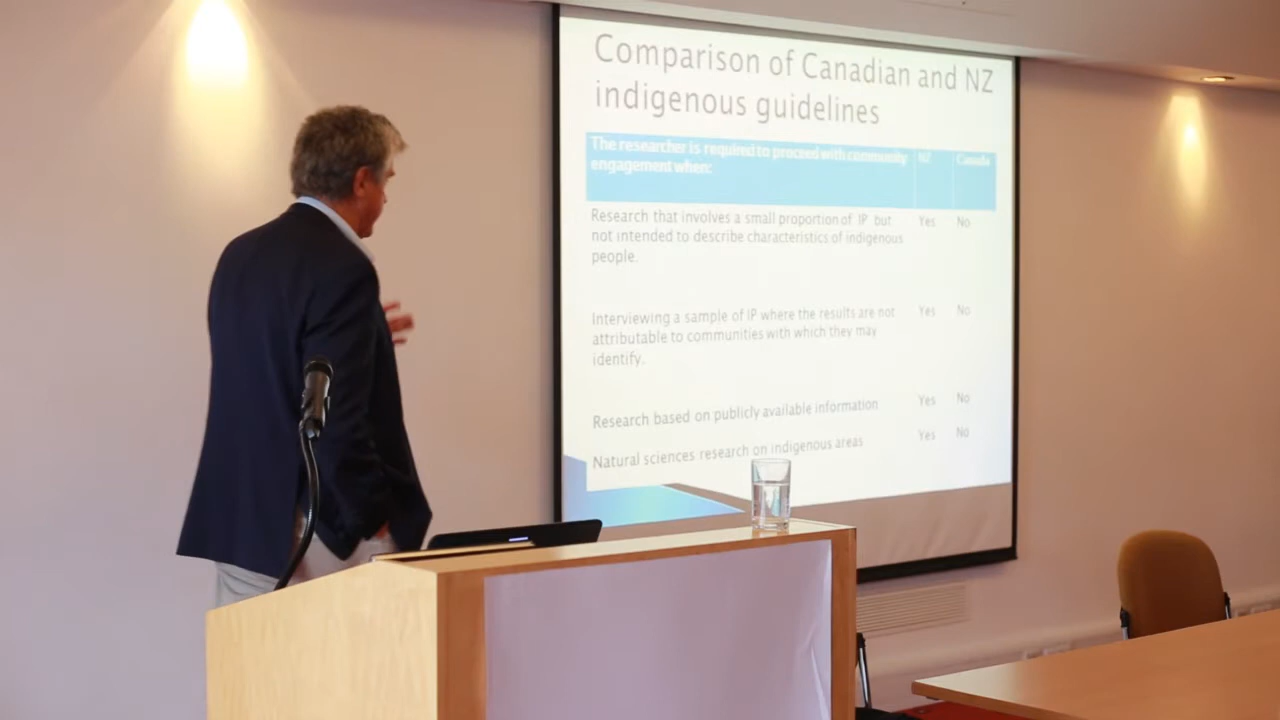 Comparison of Canadian and NZ
indigenous guidelines
The researcher is required to proceed with community NZ Canada
engagement when:
Research that involves a small proportion of IP but Yes No
not intended to describe characteristics of indigenous
people.
Interviewing a sample of IP where the results are not Yes No
attributable to communities with which they may
identify.
Research based on publicly available information Yes No
Natural sciences research on indigenous areas Yes No